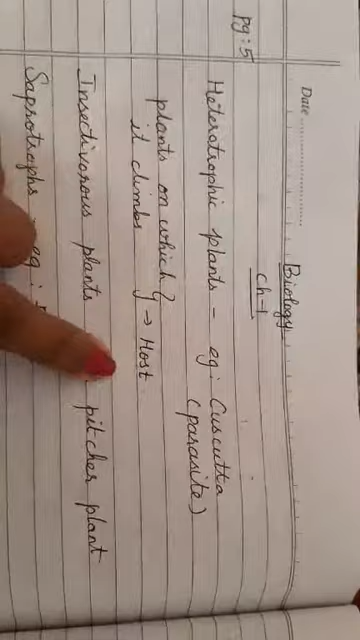 Date
Biology
Ch-1
pg: 5
Heterotrophic plants - eg: Cuscutta
(parasite)
plants on which } → Host.
it climbs
Insectivorous plants pitcher plant
Saprotrophs - eg: